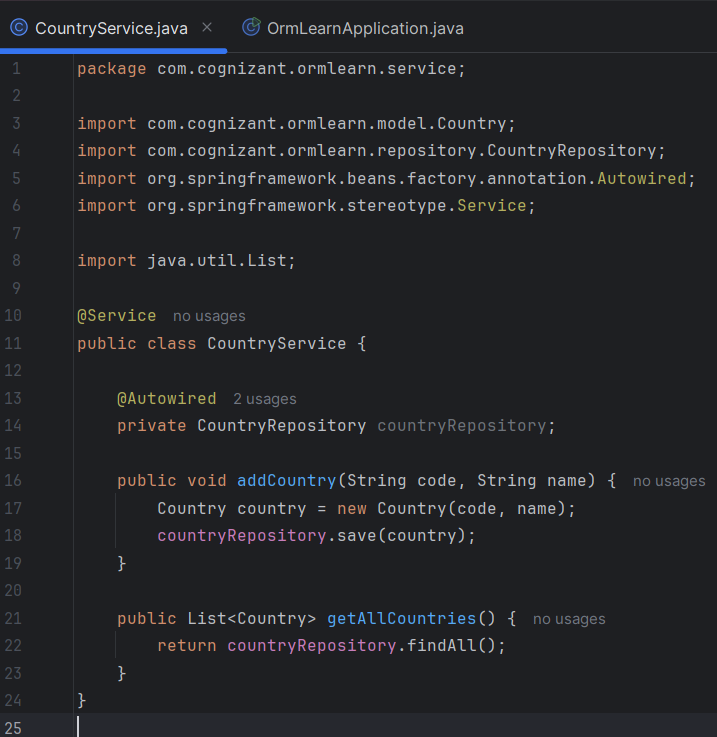 CountryService.java × OrmLearnApplication.java
1 package com.cognizant.ormlearn.service;
2
3 import com.cognizant.ormlearn.model.Country;
4 import com.cognizant.ormlearn.repository.CountryRepository;
5 import org.springframework.beans.factory.annotation.Autowired;
6 import org.springframework.stereotype.Service;
7
8 import java.util.List;
9
10 @Service no usages
11 public class CountryService {
12
13     @Autowired 2 usages
14     private CountryRepository countryRepository;
15
16     public void addCountry(String code, String name) { no usages
17         Country country = new Country(code, name);
18         countryRepository.save(country);
19     }
20
21     public List<Country> getAllCountries() { no usages
22         return countryRepository.findAll();
23     }
24 }
25